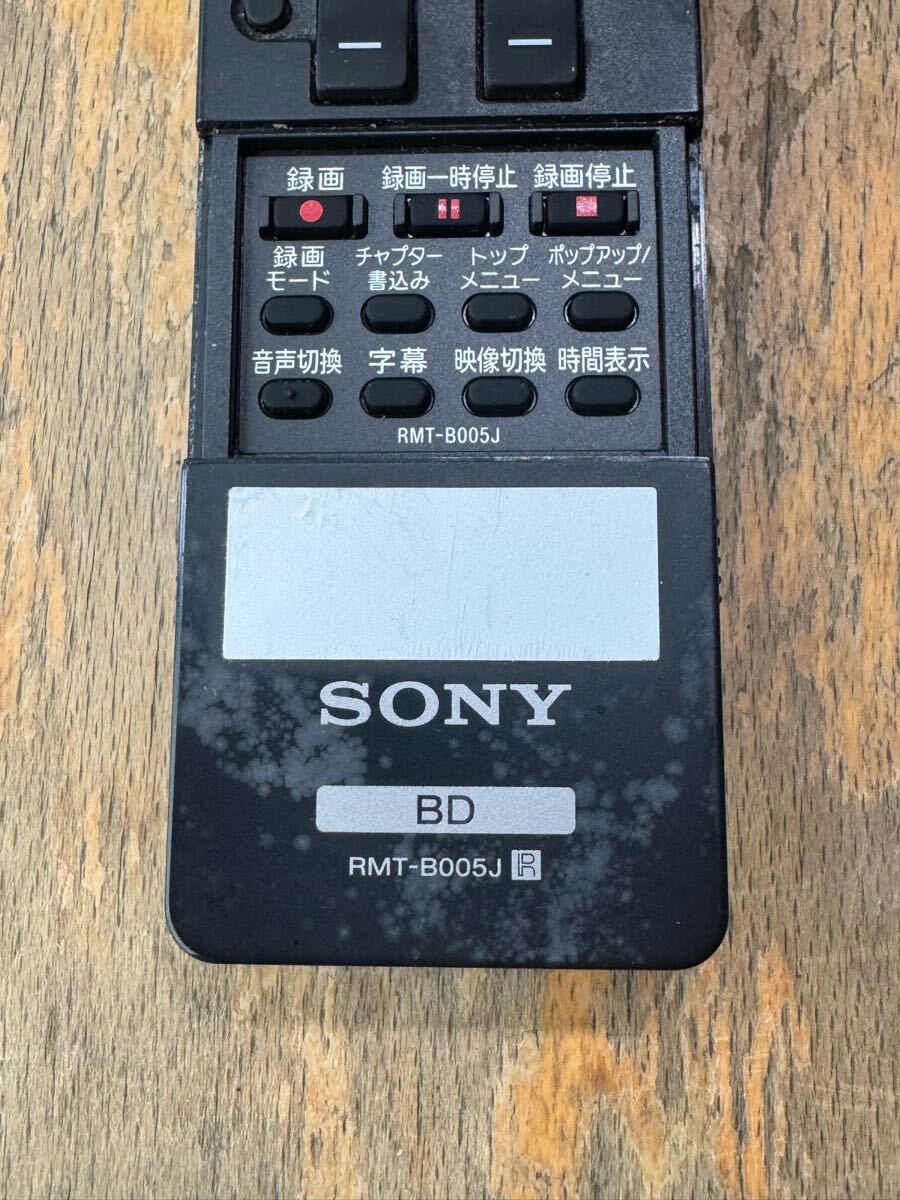 録画 録画一時停止 録画停止
録画 チャプター トップ ポップアップ/
モード 書込み メニュー メニュー
音声切換 字幕 映像切換 時間表示
RMT-B005J
SONY
BD
RMT-B005J R